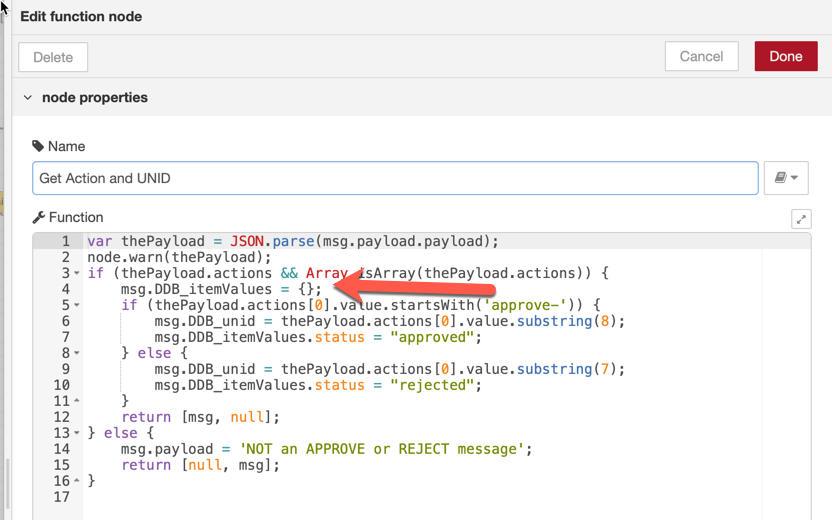 Edit function node
Delete
Cancel
Done
node properties
Name
Get Action and UNID
Function
1 var thePayload = JSON.parse(msg.payload.payload);
2 node.warn(thePayload);
3 if (thePayload.actions && Array.isArray(thePayload.actions)) {
4 msg.DDB_itemValues = {};
5 if (thePayload.actions[0].value.startsWith('approve-')) {
6 msg.DDB_unid = thePayload.actions[0].value.substring(8);
7 msg.DDB_itemValues.status = "approved";
8 } else {
9 msg.DDB_unid = thePayload.actions[0].value.substring(7);
10 msg.DDB_itemValues.status = "rejected";
11 }
12 return [msg, null];
13 } else {
14 msg.payload = 'NOT an APPROVE or REJECT message';
15 return [null, msg];
16 }
17